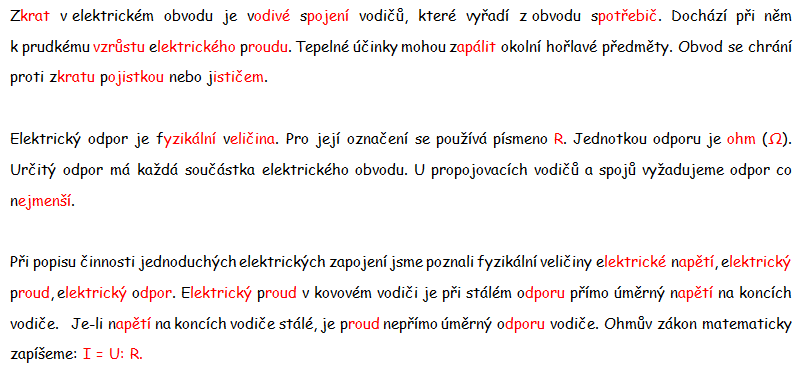 Zkrat v elektrickém obvodu je vodivé spojení vodičů, které vyřadí z obvodu spotřebič. Dochází při něm
k prudkému vzrůstu elektrického proudu. Tepelné účinky mohou zapálit okolní hořlavé předměty. Obvod se chrání
proti zkratu pojistkou nebo jističem.
Elektrický odpor je fyzikální veličina. Pro její označení se používá písmeno R. Jednotkou odporu je ohm (Ω).
Určitý odpor má každá součástka elektrického obvodu. U propojovacích vodičů a spojů vyžadujeme odpor co
nejmenší.
Při popisu činnosti jednoduchých elektrických zapojení jsme poznali fyzikální veličiny elektrické napětí, elektrický
proud, elektrický odpor. Elektrický proud v kovovém vodiči je při stálém odporu přímo úměrný napětí na koncích
vodiče. Je-li napětí na koncích vodiče stálé, je proud nepřímo úměrný odporu vodiče. Ohmův zákon matematicky
zapíšeme: I = U: R.